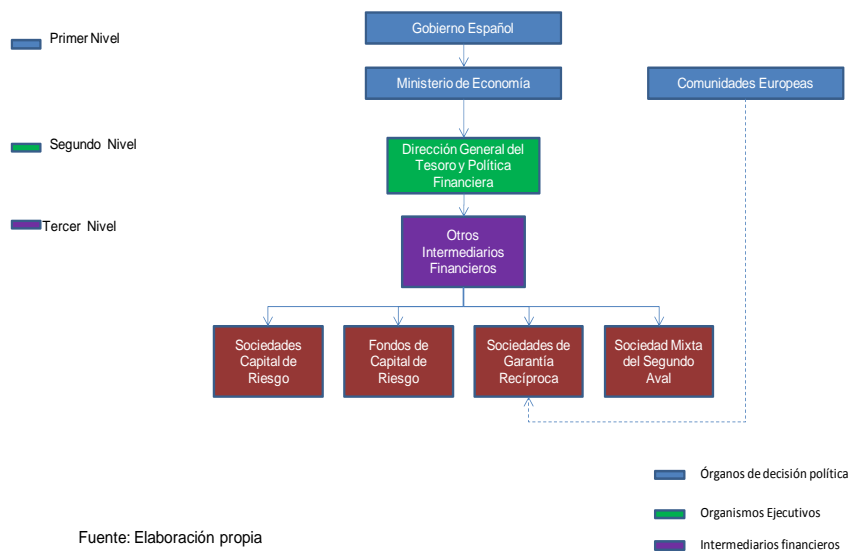 Primer Nivel
Gobierno Español
Ministerio de Economía
Comunidades Europeas
Segundo Nivel
Dirección General del
Tesoro y Política
Financiera
Tercer Nivel
Otros
Intermediarios
Financieros
Sociedades
Capital de
Riesgo
Fondos de
Capital de
Riesgo
Sociedades de
Garantía
Recíproca
Sociedad Mixta
del Segundo
Aval
Órganos de decisión política
Organismos Ejecutivos
Intermediarios financieros
Fuente: Elaboración propia